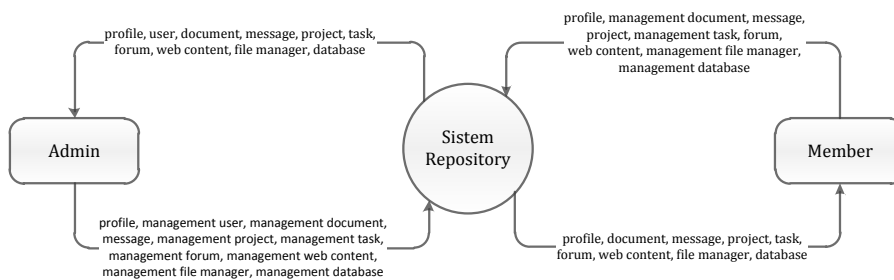 profile, user, document, message, project, task,
forum, web content, file manager, database
profile, management document, message,
project, management task, forum,
web content, management file manager,
management database
Admin
Sistem
Repository
Member
profile, management user, management document,
message, management project, management task,
management forum, management web content,
management file manager, management database
profile, document, message, project, task,
forum, web content, file manager, database